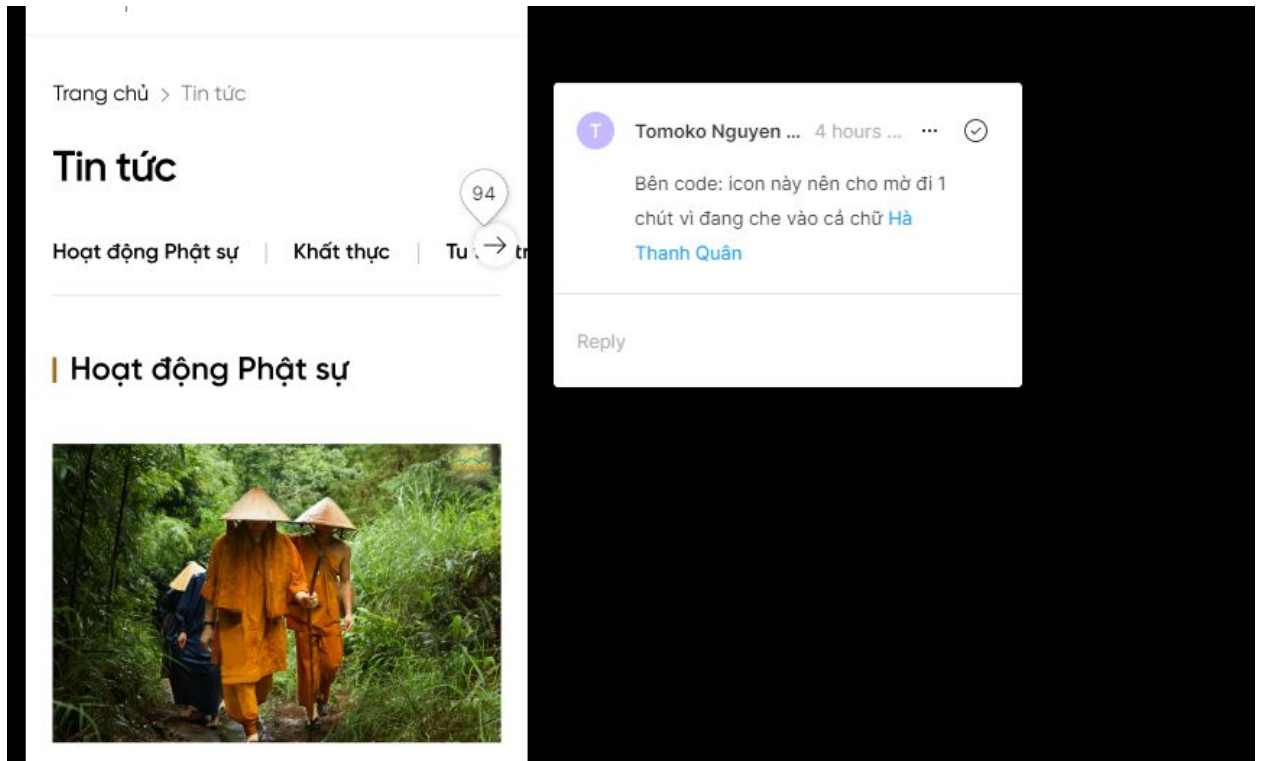 Trang chủ > Tin tức
Tin tức
94
Hoạt động Phật sự | Khất thực | Tu
Hoạt động Phật sự
T
Tomoko Nguyen ... 4 hours ... ...
Bên code: icon này nên cho mờ đi 1
chút vì đang che vào cả chữ Hà
Thanh Quân
Reply